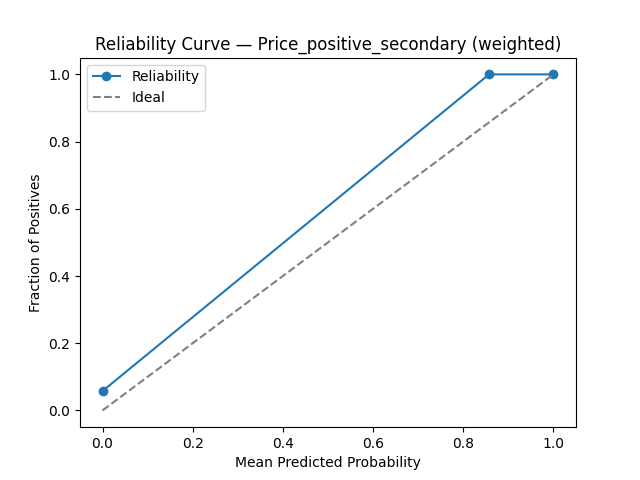 Reliability Curve — Price_positive_secondary (weighted)
Reliability
Ideal
Fraction of Positives
1.0
0.8
0.6
0.4
0.2
0.0
0.0 0.2 0.4 0.6 0.8 1.0
Mean Predicted Probability